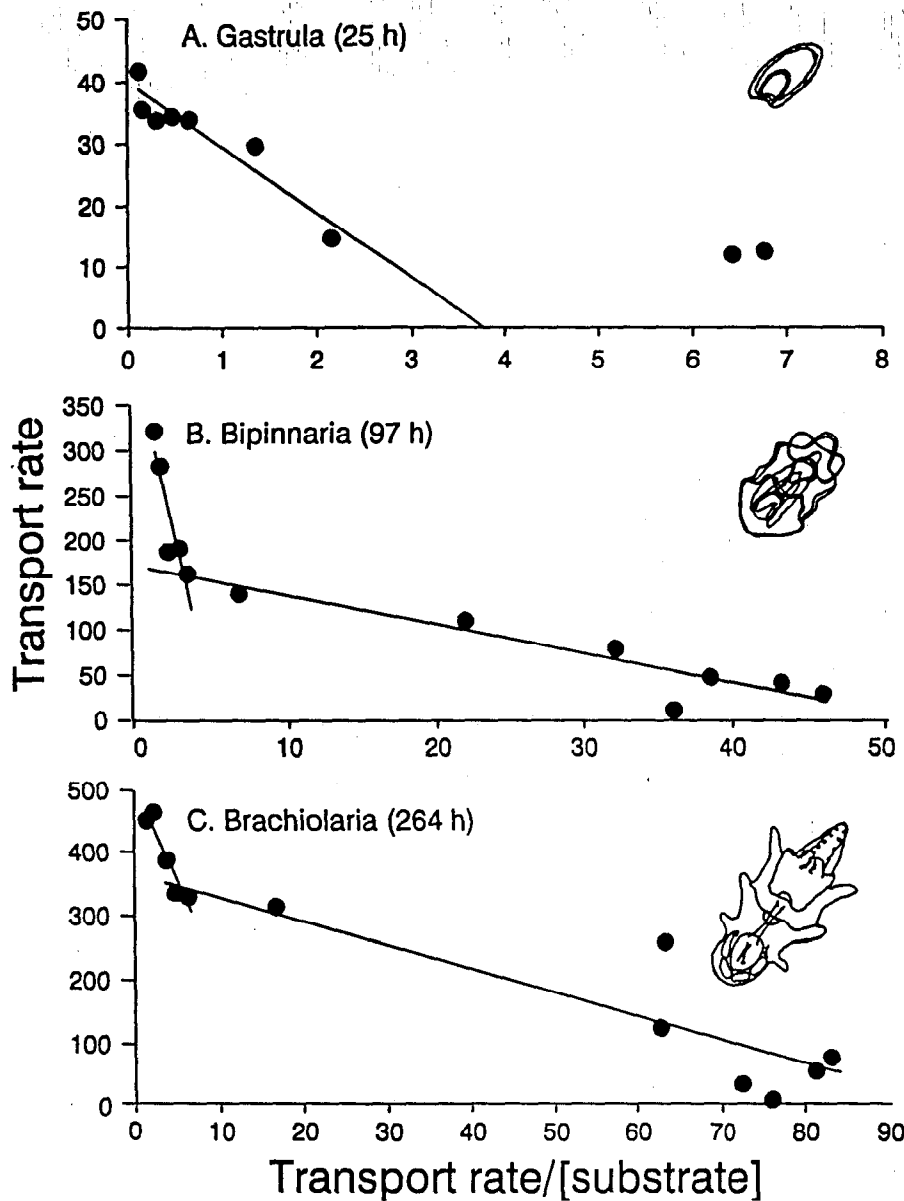 50
A. Gastrula (25 h)
40
30
20
10
0
0 1 2 3 4 5 6 7 8
350
B. Bipinnaria (97 h)
300
250
200
150
100
50
0
0 10 20 30 40 50
500
C. Brachiolaria (264 h)
400
300
200
100
0
0 10 20 30 40 50 60 70 80 90
Transport rate
Transport rate/[substrate]